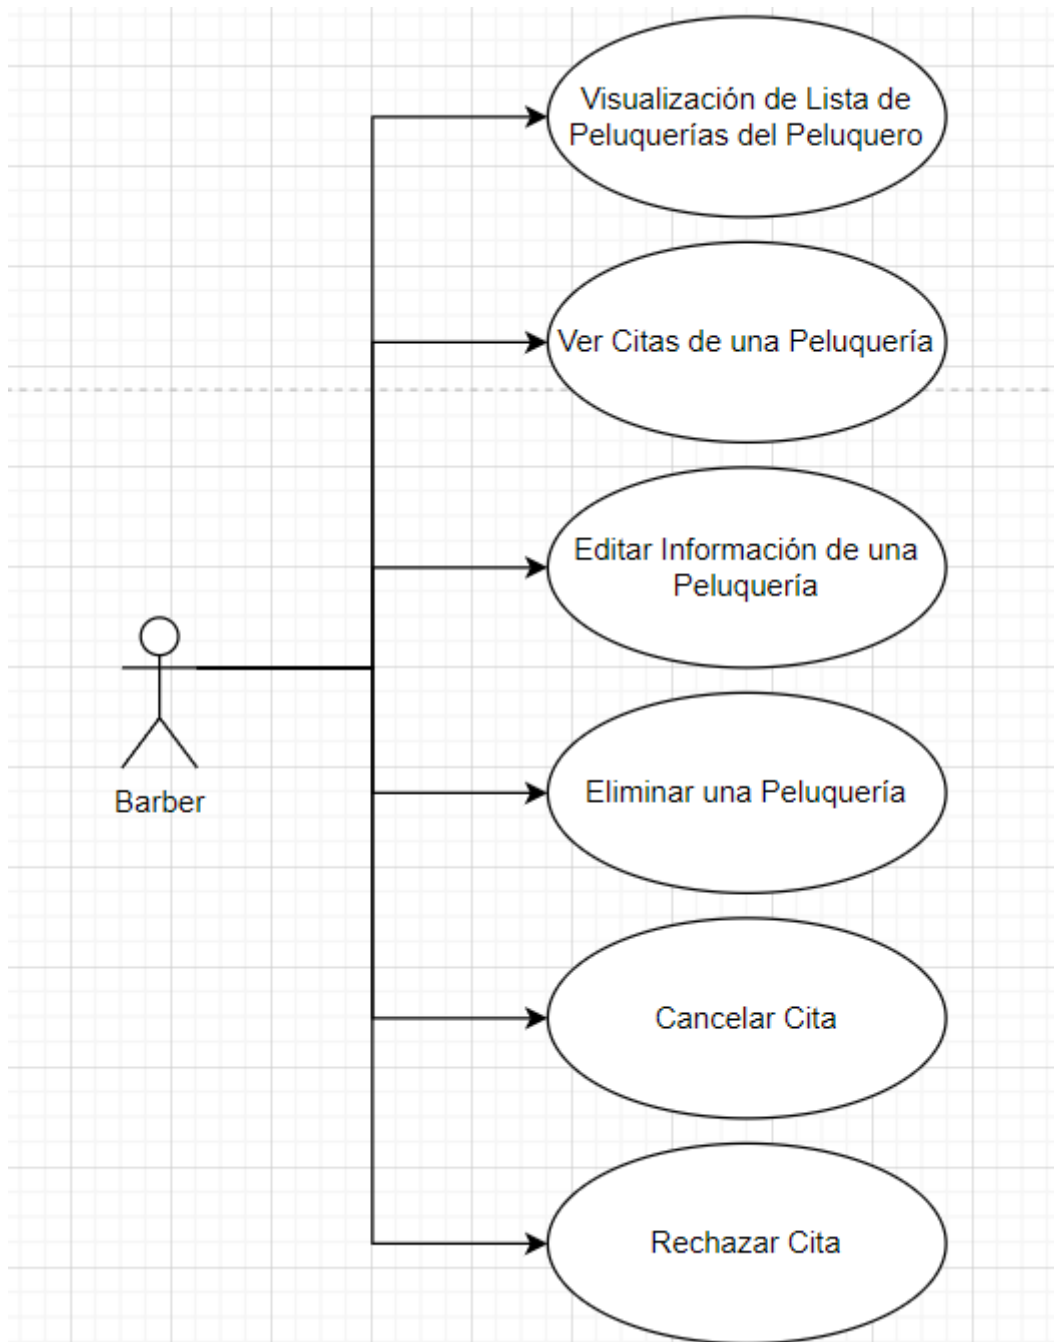 Visualización de Lista de
Peluquerías del Peluquero
Ver Citas de una Peluquería
Editar Información de una
Peluquería
Eliminar una Peluquería
Barber
Cancelar Cita
Rechazar Cita